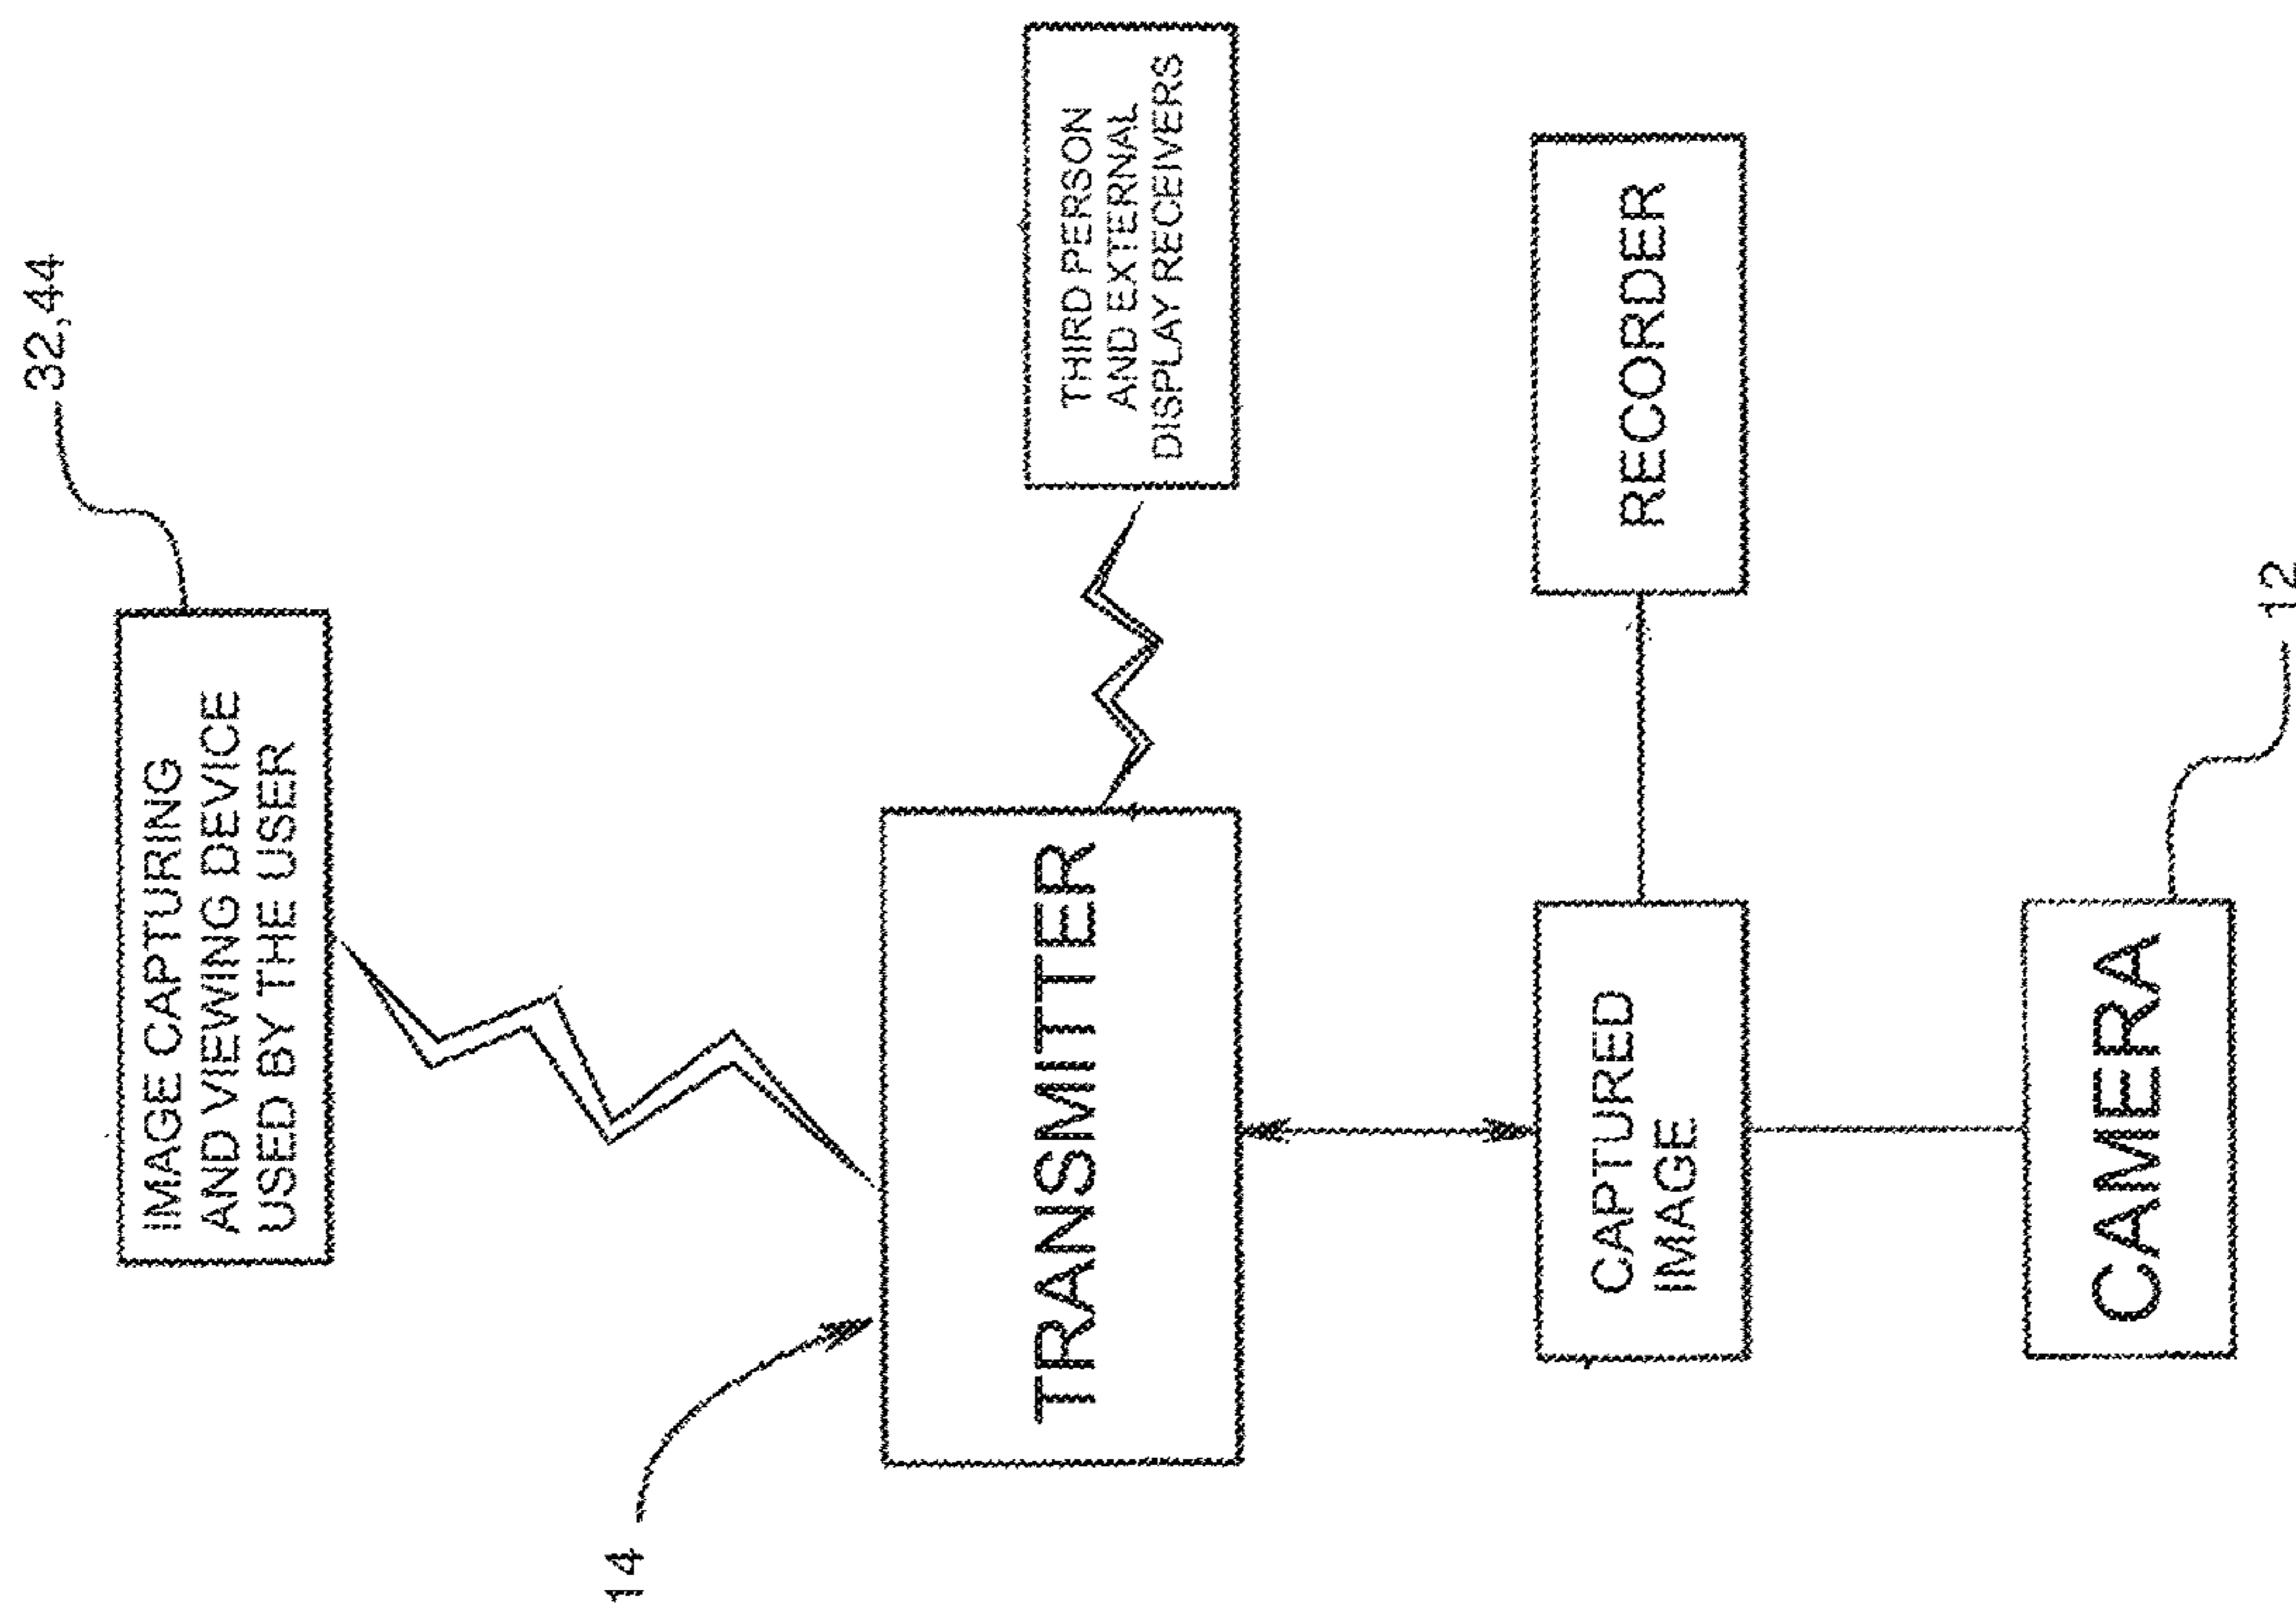 32,44
IMAGE CAPTURING
AND VIEWING DEVICE
USED BY THE USER
THIRD PERSON
AND EXTERNAL
DISPLAY RECEIVERS
14
TRANSMITTER
RECORDER
CAPTURED
IMAGE
12
CAMERA